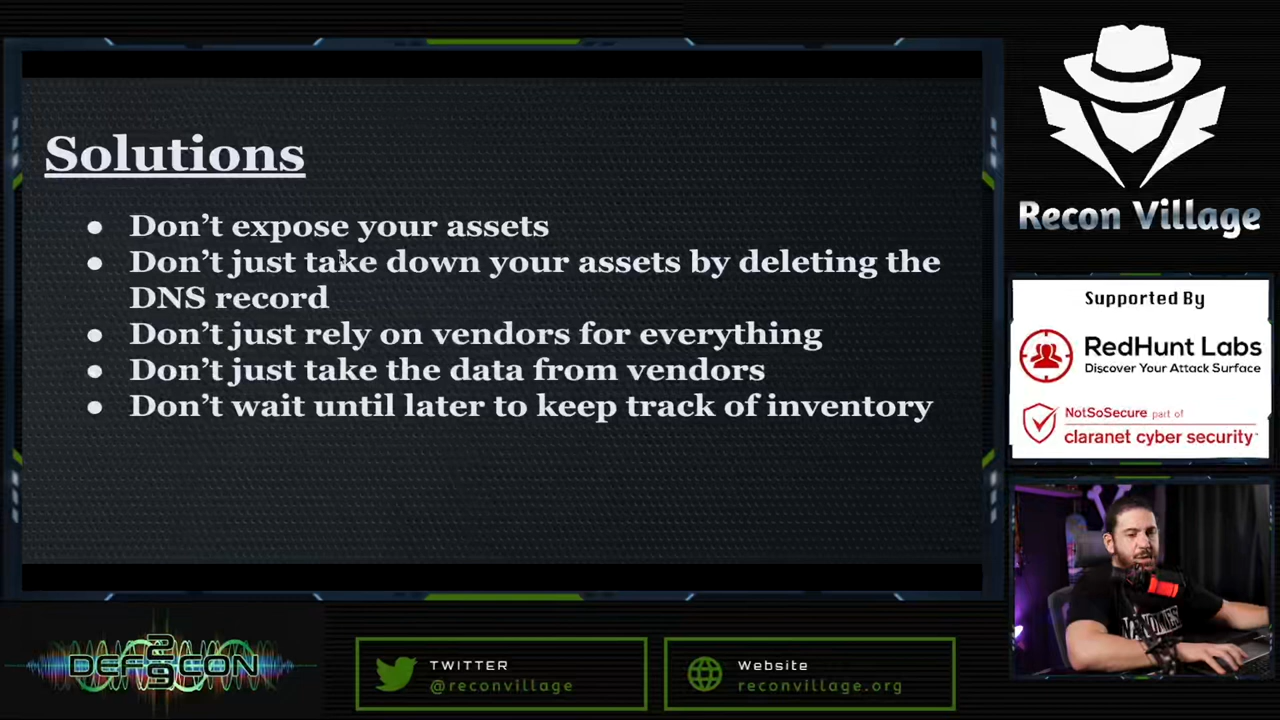 Solutions
● Don’t expose your assets
● Don’t just take down your assets by deleting the
DNS record
● Don’t just rely on vendors for everything
● Don’t just take the data from vendors
● Don’t wait until later to keep track of inventory
Recon Village
Supported By
RedHunt Labs
Discover Your Attack Surface
NotSoSecure part of
claranet cyber security
DEF CON
29
TWITTER
@reconvillage
Website
reconvillage.org